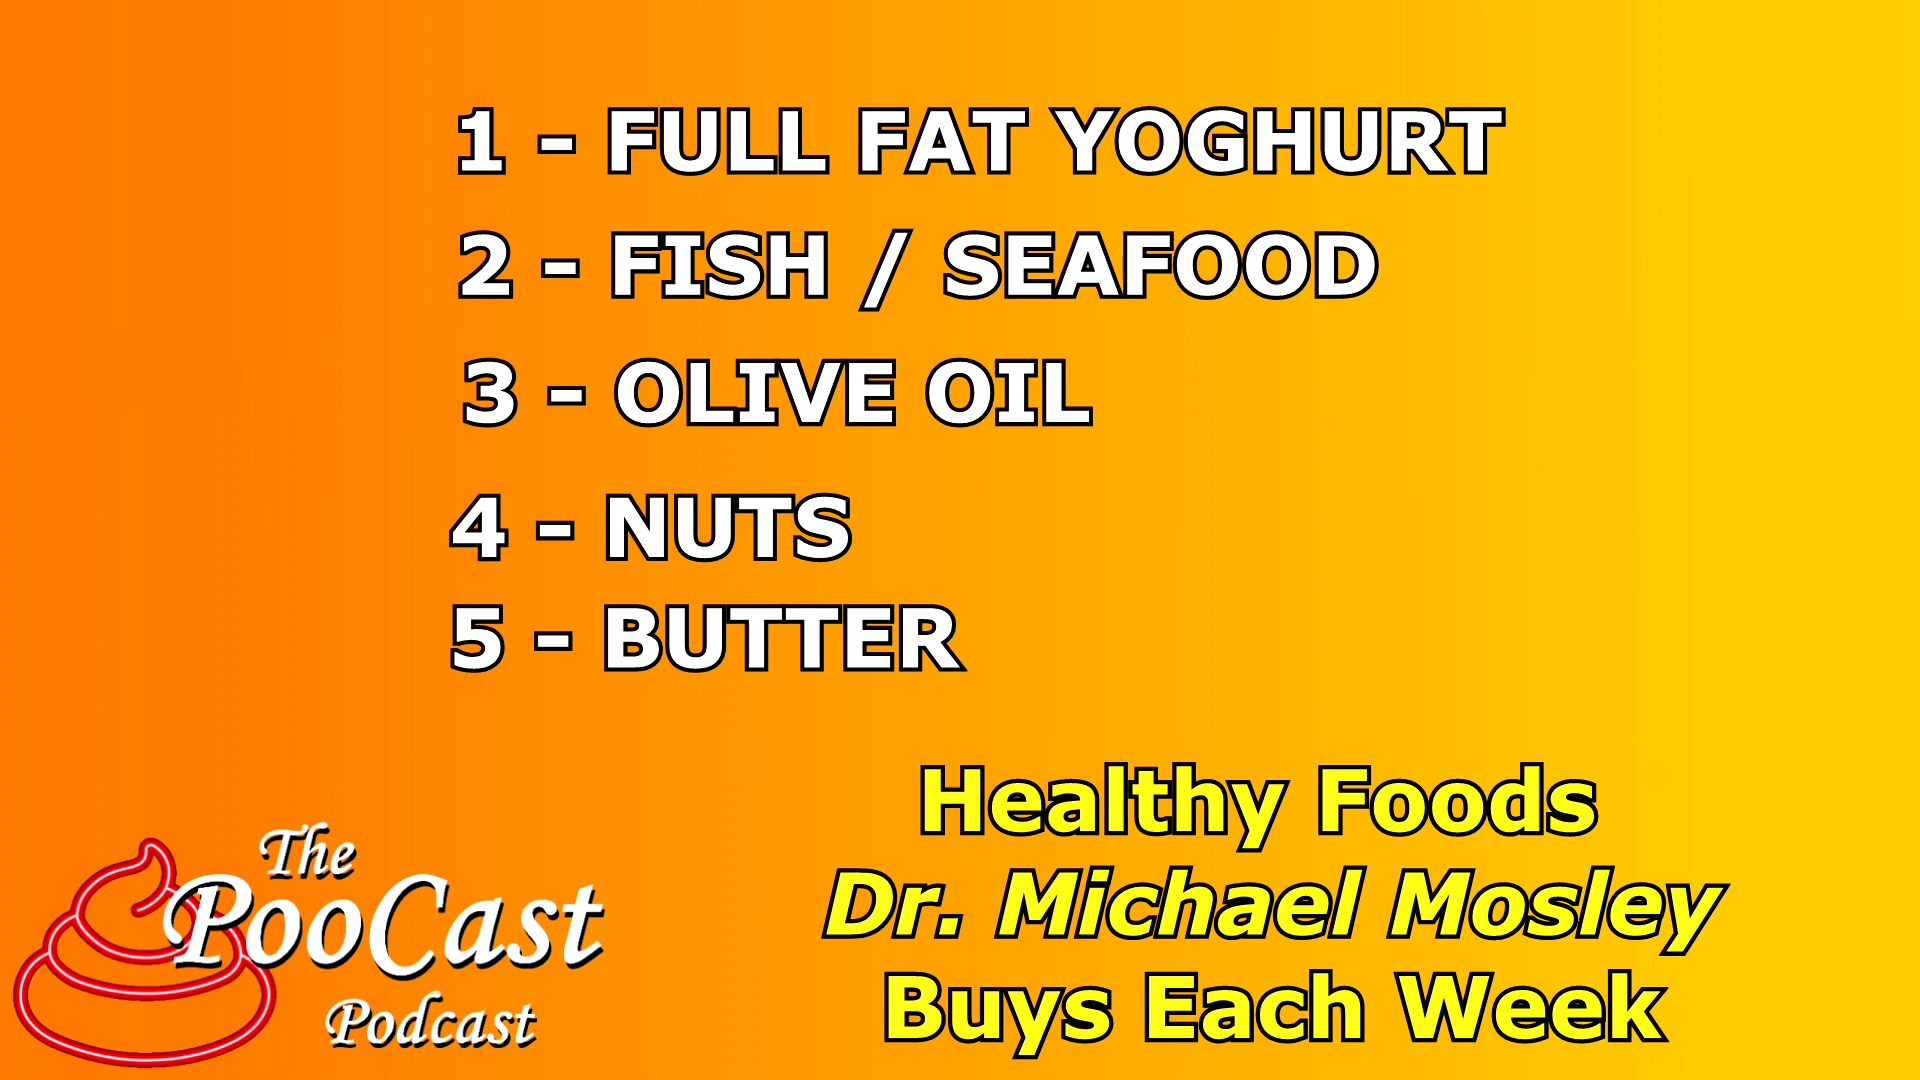 1 - FULL FAT YOGHURT
2 - FISH / SEAFOOD
3 - OLIVE OIL
4 - NUTS
5 - BUTTER
Healthy Foods
Dr. Michael Mosley
Buys Each Week
The
PooCast
Podcast